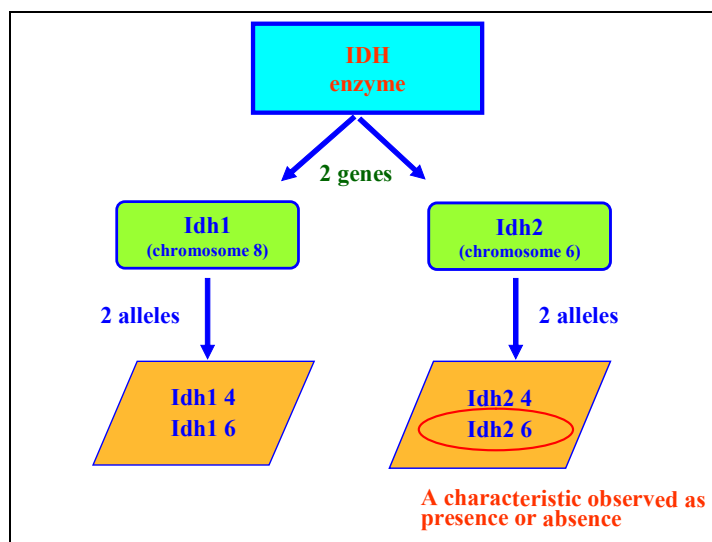 IDH
enzyme
2 genes
Idh1
(chromosome 8)
Idh2
(chromosome 6)
2 alleles
2 alleles
Idh1 4
Idh1 6
Idh2 4
Idh2 6
A characteristic observed as
presence or absence